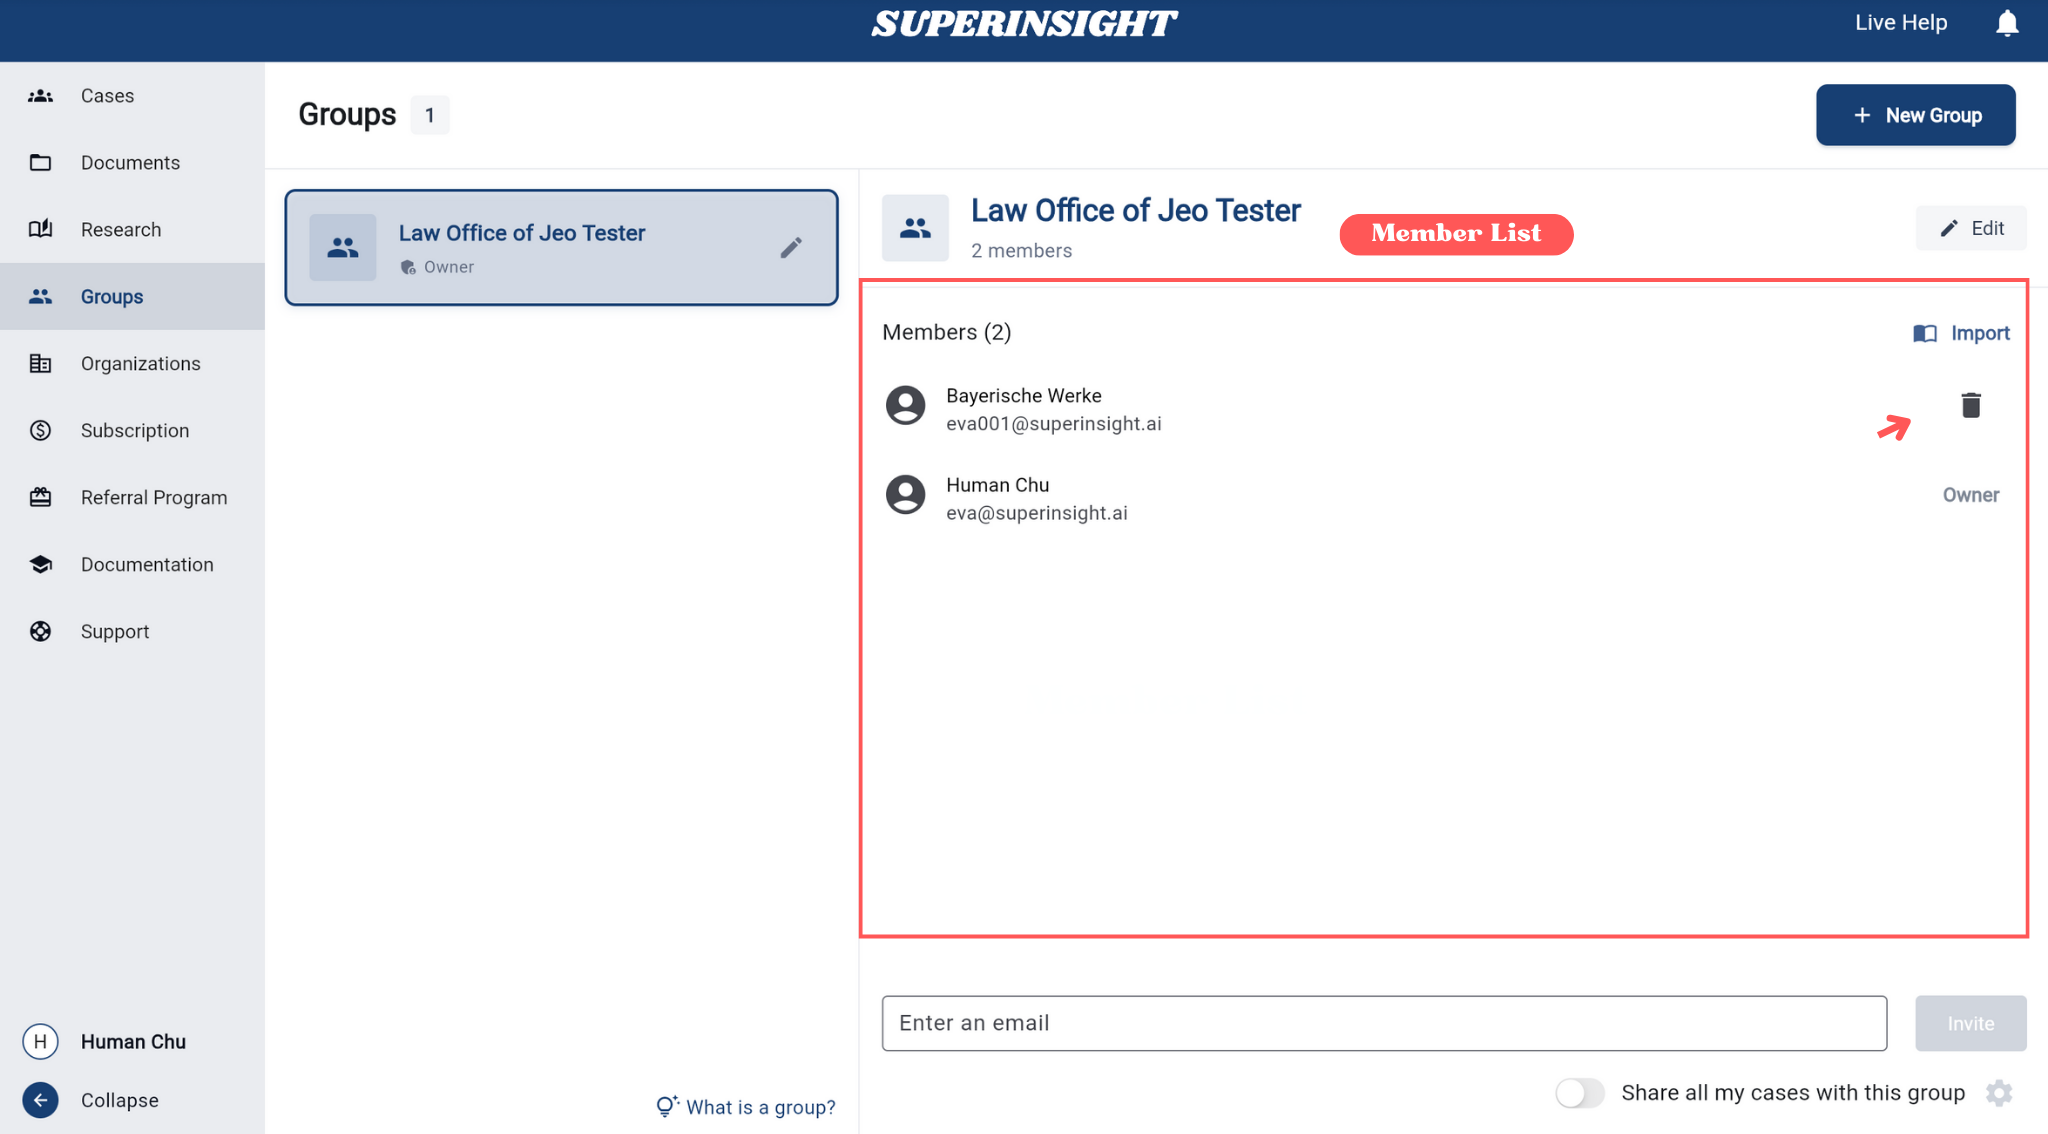 SUPERINSIGHT
Live Help
Cases
Documents
Research
Groups
Organizations
Subscription
Referral Program
Documentation
Support
H Human Chu
Collapse
Groups 1
+ New Group
Law Office of Jeo Tester
Owner
What is a group?
Law Office of Jeo Tester
2 members
Member List
Edit
Members (2)
Import
Bayerische Werke
eva001@superinsight.ai
Human Chu
eva@superinsight.ai
Owner
Enter an email
Invite
Share all my cases with this group